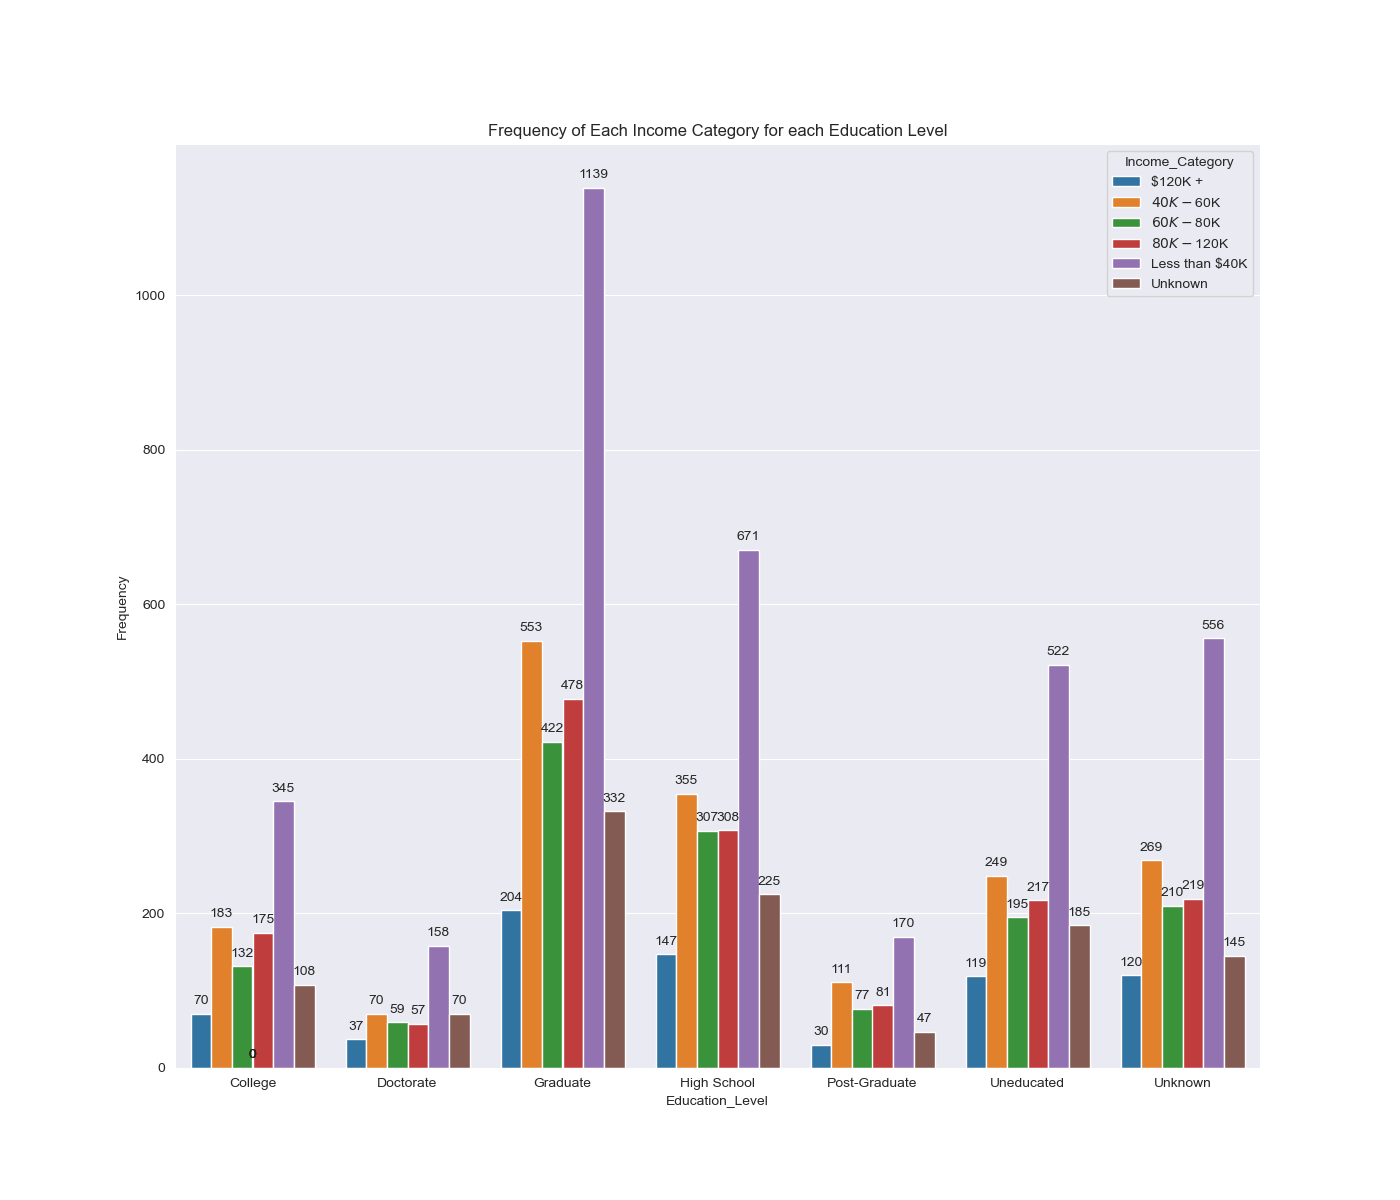 Frequency of Each Income Category for each Education Level
Income_Category
$120K +
40K − 60K
60K − 80K
80K − 120K
Less than $40K
Unknown
1000
800
600
400
200
0
Frequency
70
183
132
0
175
345
108
37
70
59
57
158
70
204
553
422
478
1139
332
147
355
307
308
671
225
30
111
77
81
170
47
119
249
195
217
522
185
120
269
210
219
556
145
College
Doctorate
Graduate
High School
Post-Graduate
Uneducated
Unknown
Education_Level